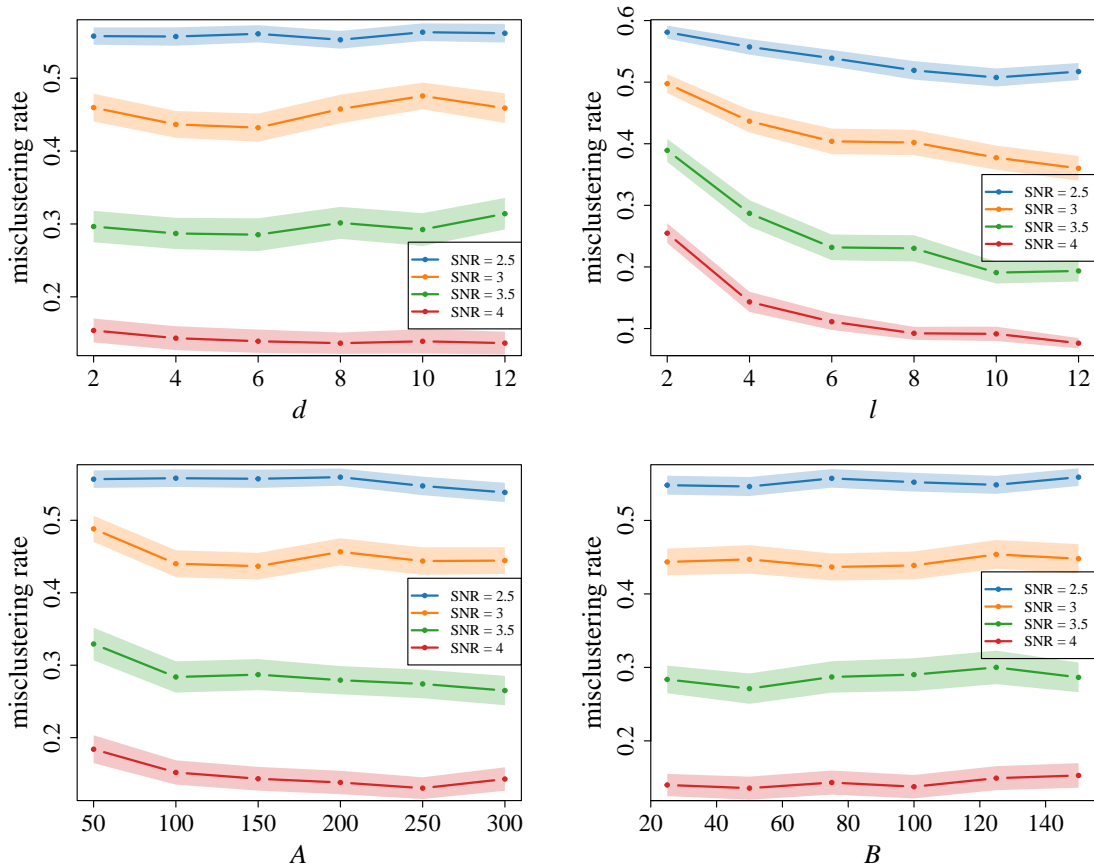 misclustering rate
0.5
0.4
0.3
0.2
2 4 6 8 10 12
d
SNR = 2.5
SNR = 3
SNR = 3.5
SNR = 4
misclustering rate
0.6
0.5
0.4
0.3
0.2
0.1
2 4 6 8 10 12
l
SNR = 2.5
SNR = 3
SNR = 3.5
SNR = 4
misclustering rate
0.5
0.4
0.3
0.2
50 100 150 200 250 300
A
SNR = 2.5
SNR = 3
SNR = 3.5
SNR = 4
misclustering rate
0.5
0.4
0.3
0.2
20 40 60 80 100 120 140
B
SNR = 2.5
SNR = 3
SNR = 3.5
SNR = 4